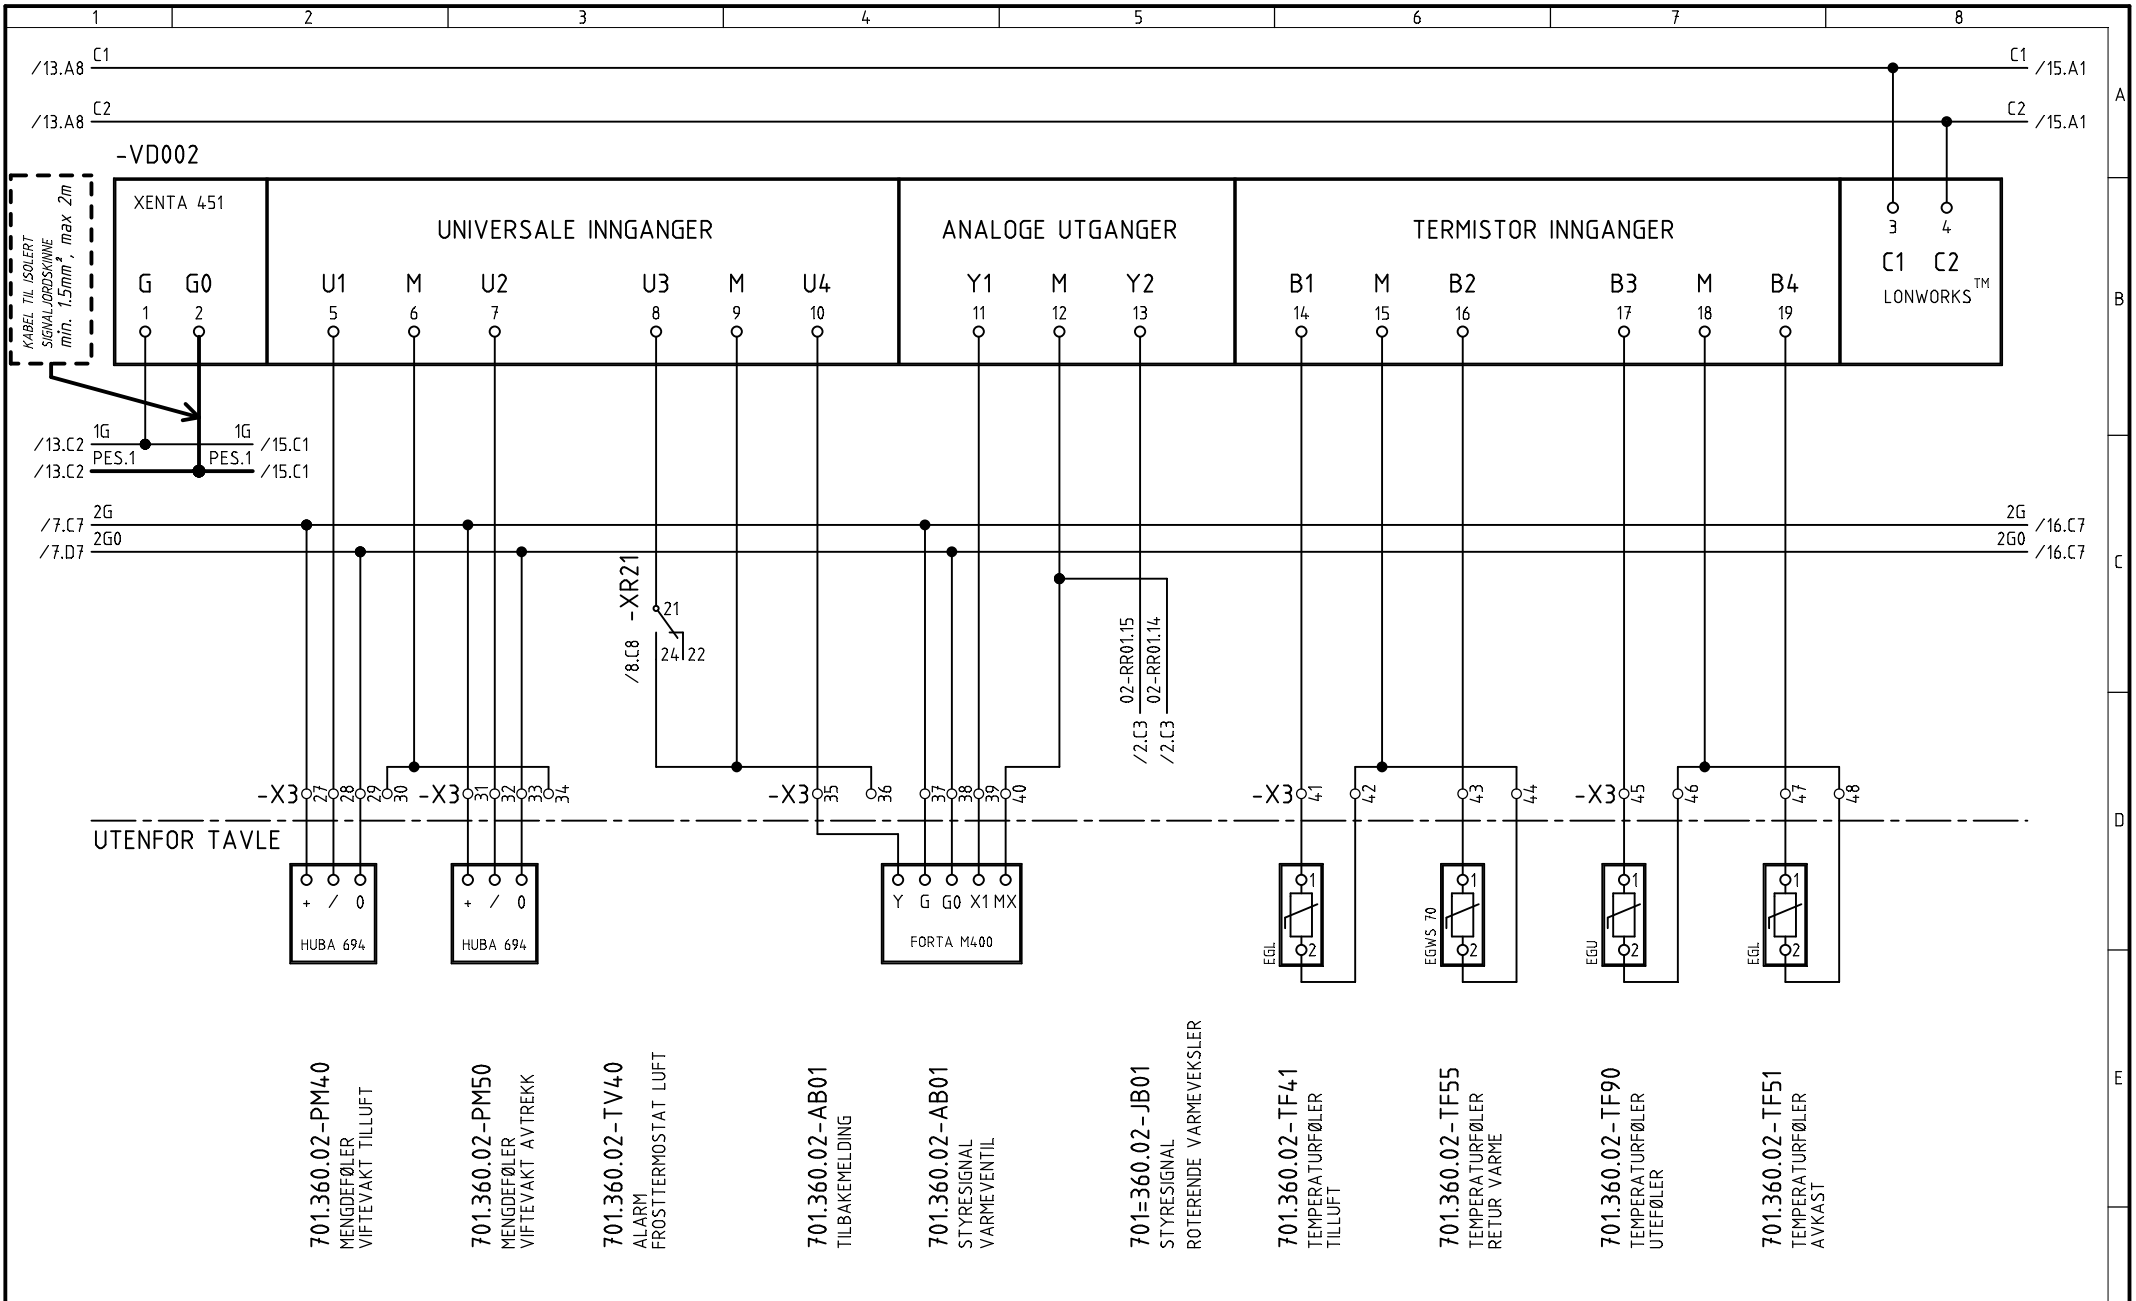 1 2 3 4 5 6 7 8
C1 C1
/13.A8 /15.A1
C2 C2
/13.A8 /15.A1
A
-VD002
KABEL TIL ISOLERT
SIGNALJORDSKINNE
min. 1.5mm², max 2m
XENTA 451
UNIVERSALE INNGANGER
ANALOGE UTGANGER
TERMISTOR INNGANGER
3 4
C1 C2
LONWORKS™
G G0 U1 M U2 U3 M U4 Y1 M Y2 B1 M B2 B3 M B4
1 2 5 6 7 8 9 10 11 12 13 14 15 16 17 18 19
B
1G 1G
/13.C2 /15.C1
PES.1 PES.1
/13.C2 /15.C1
2G 2G
/7.C7 /16.C7
2G0 2G0
/7.D7 /16.C7
C
-XR21
/8.C8
21
24 22
02-RR01.15
/2.C3
02-RR01.14
/2.C3
-X3 27 28 29 30
-X3 31 32 33 34
-X3 35 36 37 38 39 40
-X3 41 42 43 44
-X3 45 46 47 48
D
UTENFOR TAVLE
+ / 0
HUBA 694
+ / 0
HUBA 694
Y G G0 X1 MX
FORTA M400
1
2
EGL
1
2
EGWS 70
1
2
EGU
1
2
EGL
E
701.360.02-PM40
MENGDEFØLER
VIFTEVAKT TILLUFT
701.360.02-PM50
MENGDEFØLER
VIFTEVAKT AVTREKK
701.360.02-TV40
ALARM
FROSTTERMOSTAT LUFT
701.360.02-AB01
TILBAKEMELDING
701.360.02-AB01
STYRESIGNAL
VARMEVENTIL
701=360.02-JB01
STYRESIGNAL
ROTERENDE VARMEVEKSLER
701.360.02-TF41
TEMPERATURFØLER
TILLUFT
701.360.02-TF55
TEMPERATURFØLER
RETUR VARME
701.360.02-TF90
TEMPERATURFØLER
UTEFØLER
701.360.02-TF51
TEMPERATURFØLER
AVKAST